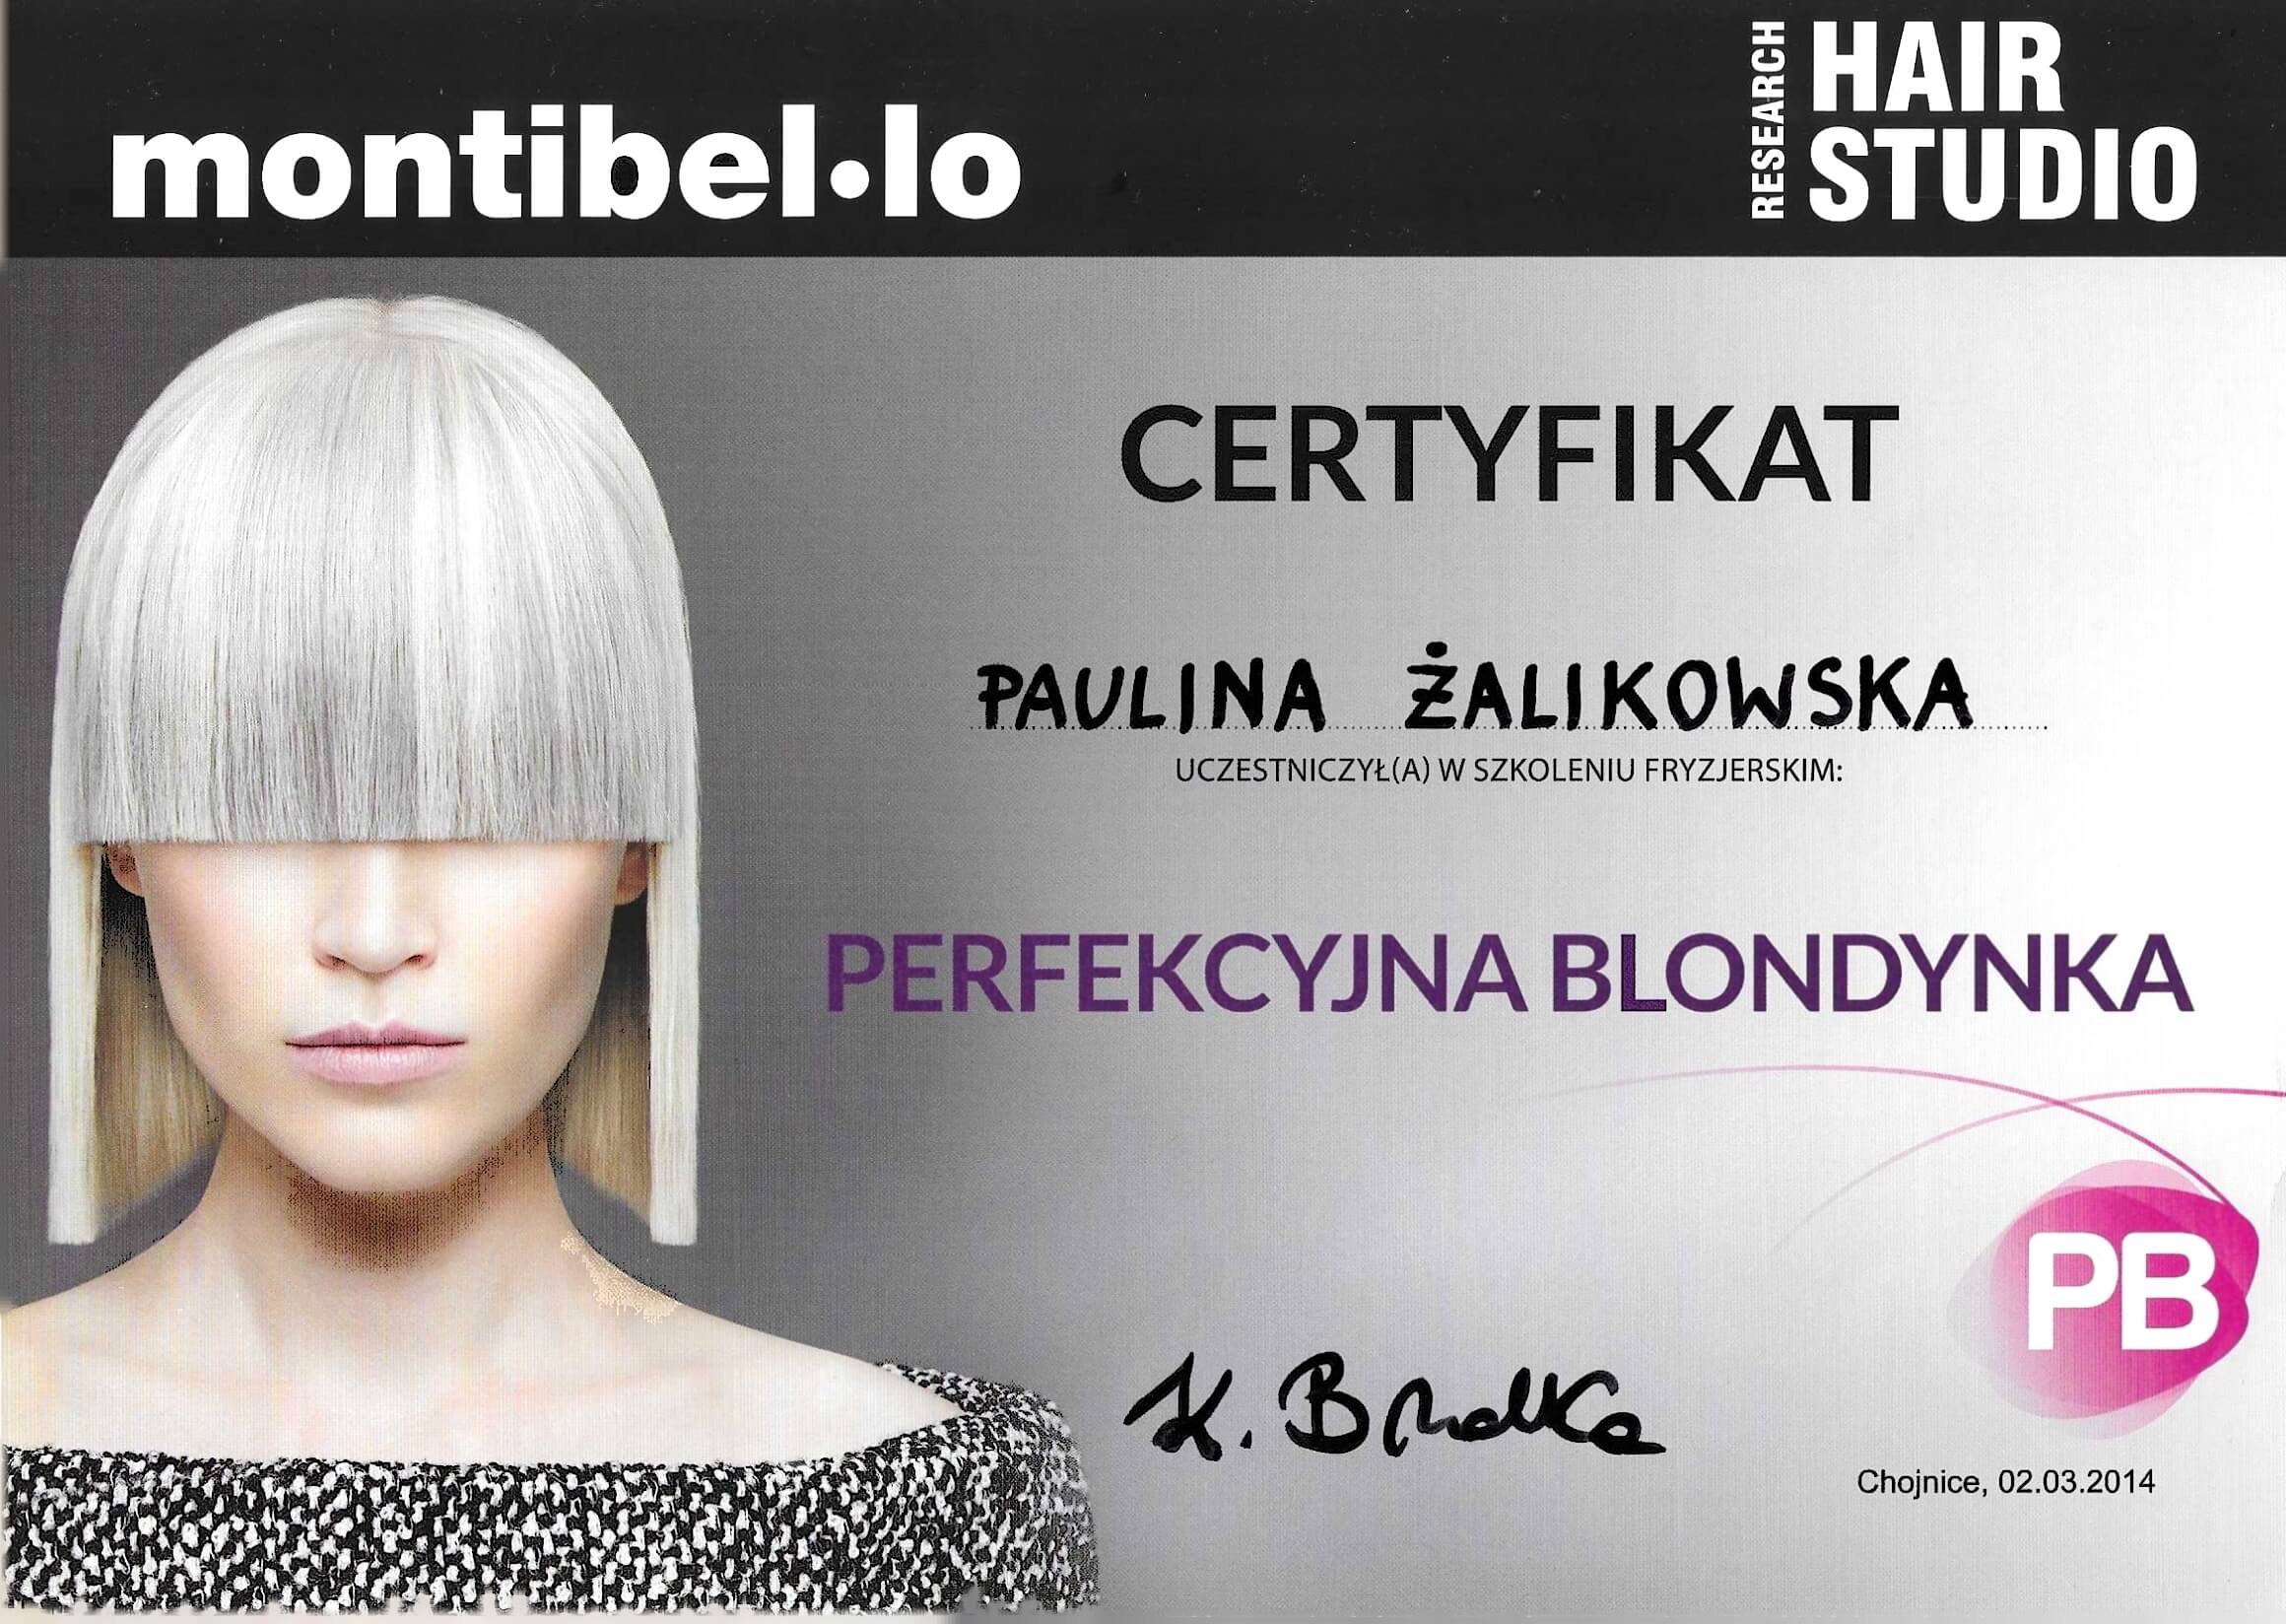 montibel•lo
RESEARCH
HAIR
STUDIO
CERTYFIKAT
PAULINA ŻALIKOWSKA
UCZESTNICZYŁ(A) W SZKOLENIU FRYZJERSKIM:
PERFEKCYJNA BLONDYNKA
PB
Chojnice, 02.03.2014